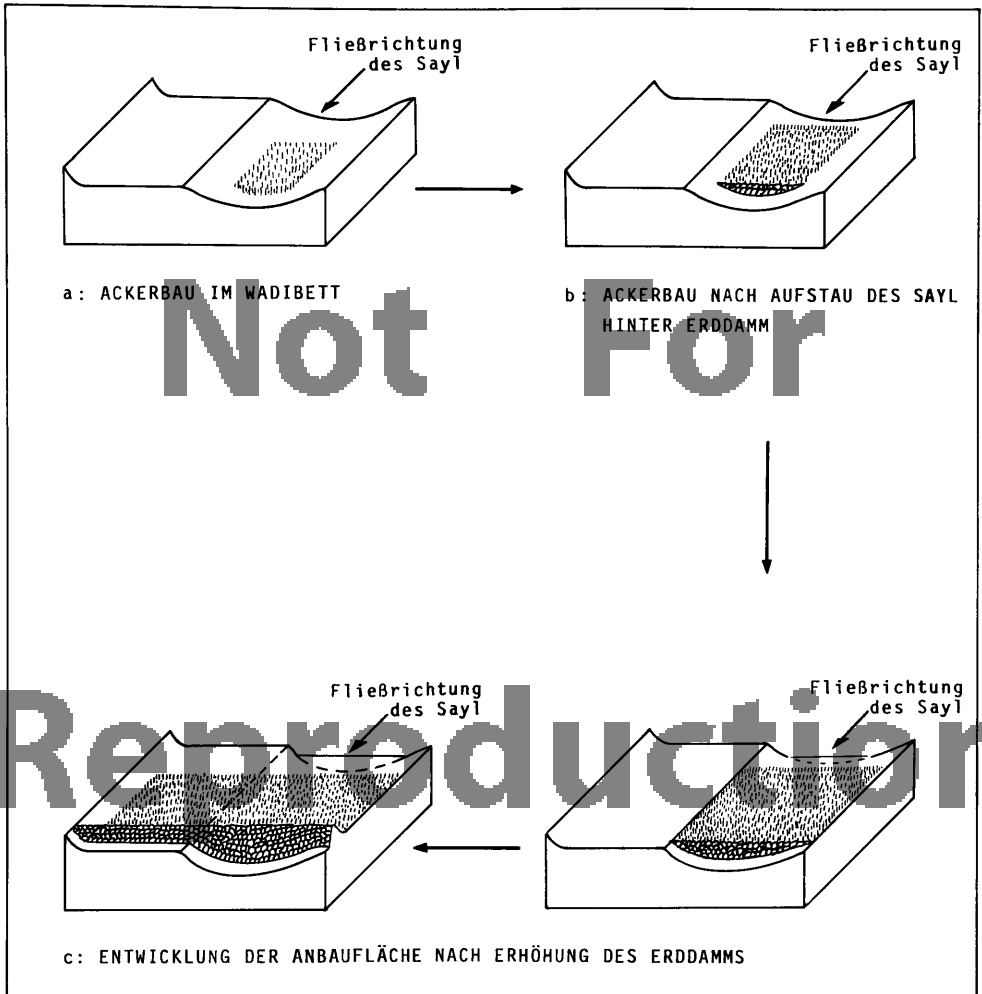 Fließrichtung
des Sayl
Fließrichtung
des Sayl
a: ACKERBAU IM WADIBETT
b: ACKERBAU NACH AUFSTAU DES SAYL
HINTER ERDDAMM
Not For
Fließrichtung
des Sayl
Fließrichtung
des Sayl
Reproduction
c: ENTWICKLUNG DER ANBAUFLÄCHE NACH ERHÖHUNG DES ERDDAMMS